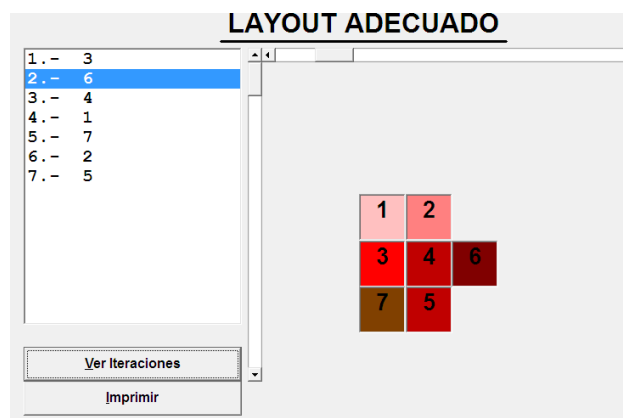 LAYOUT ADECUADO
1.- 3
2.- 6
3.- 4
4.- 1
5.- 7
6.- 2
7.- 5
1 2
3 4 6
7 5
Ver Iteraciones
Imprimir